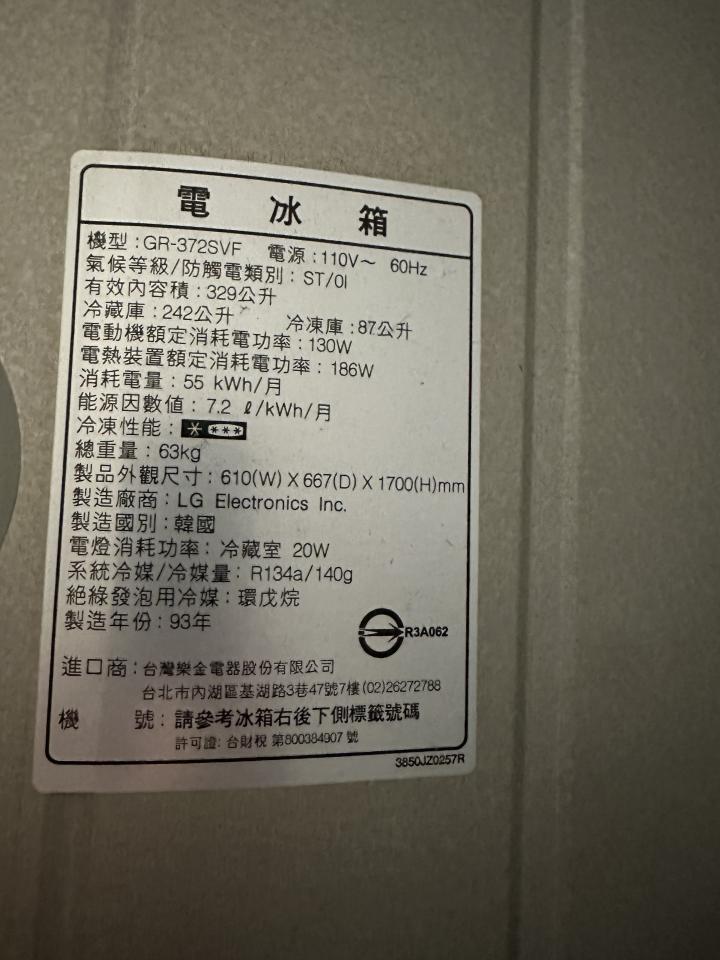 電冰箱
機型：GR-372SVF 電源：110V～ 60Hz
氣候等級/防觸電類別：ST/0I
有效內容積：329公升
冷藏庫：242公升 冷凍庫：87公升
電動機額定消耗電功率：130W
電熱裝置額定消耗電功率：186W
消耗電量：55 kWh/月
能源因數值：7.2 ℓ/kWh/月
冷凍性能：* ***
總重量：63kg
製品外觀尺寸：610(W) X 667(D) X 1700(H)mm
製造廠商：LG Electronics Inc.
製造國別：韓國
電燈消耗功率：冷藏室 20W
系統冷媒/冷媒量：R134a/140g
絕緣發泡用冷媒：環戊烷
製造年份：93年
R3A062
進口商：台灣樂金電器股份有限公司
台北市內湖區基湖路3巷47號7樓 (02)26272788
機 號：請參考冰箱右後下側標籤號碼
許可證: 台財稅 第800384907 號
3850JZ0257R